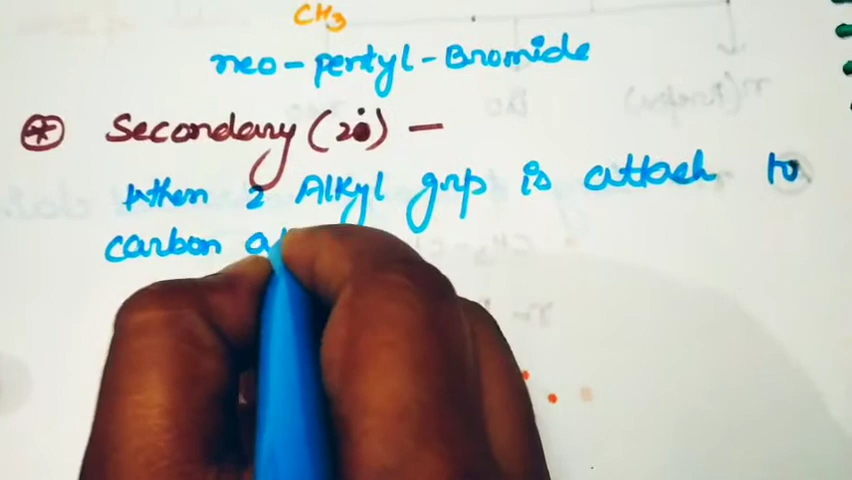 CH3
neo-pentyl-Bromide
* Secondary (2°) -
When 2 Alkyl grp is attach to
carbon